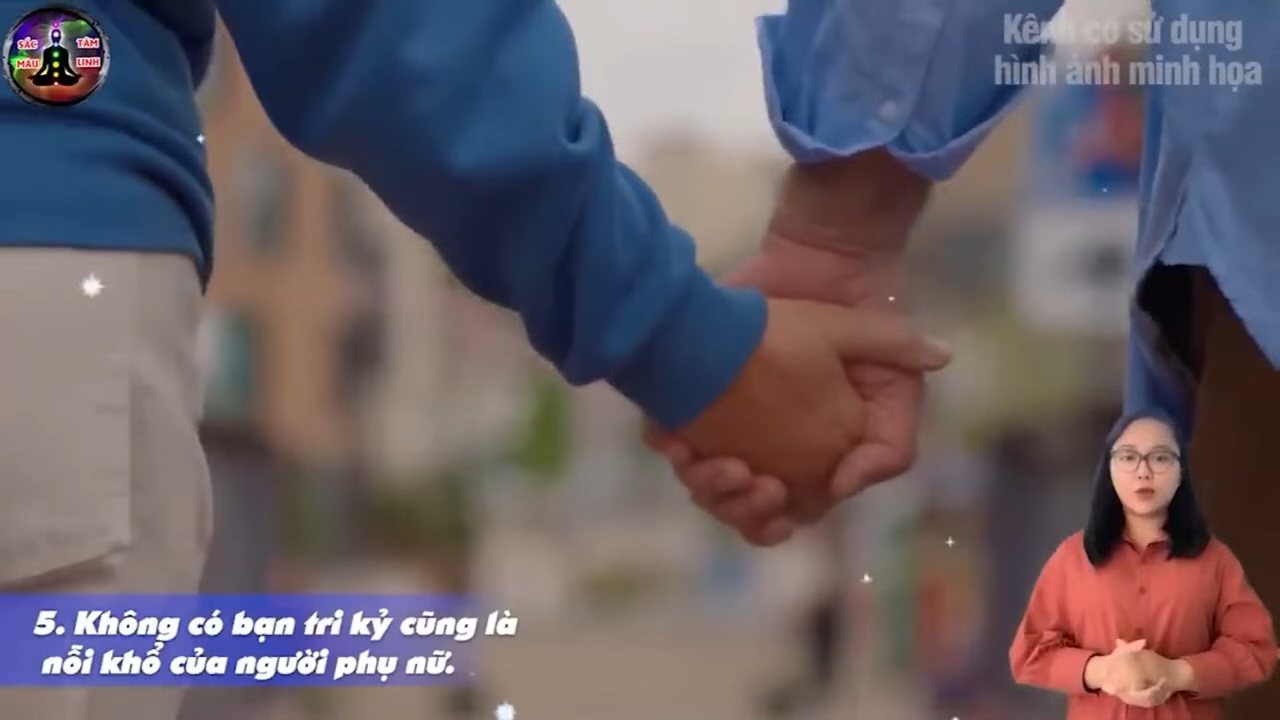 SẮC TÂM
MÀU LINH
Kênh có sử dụng
hình ảnh minh họa
5. Không có bạn tri kỷ cũng là
nỗi khổ của người phụ nữ.